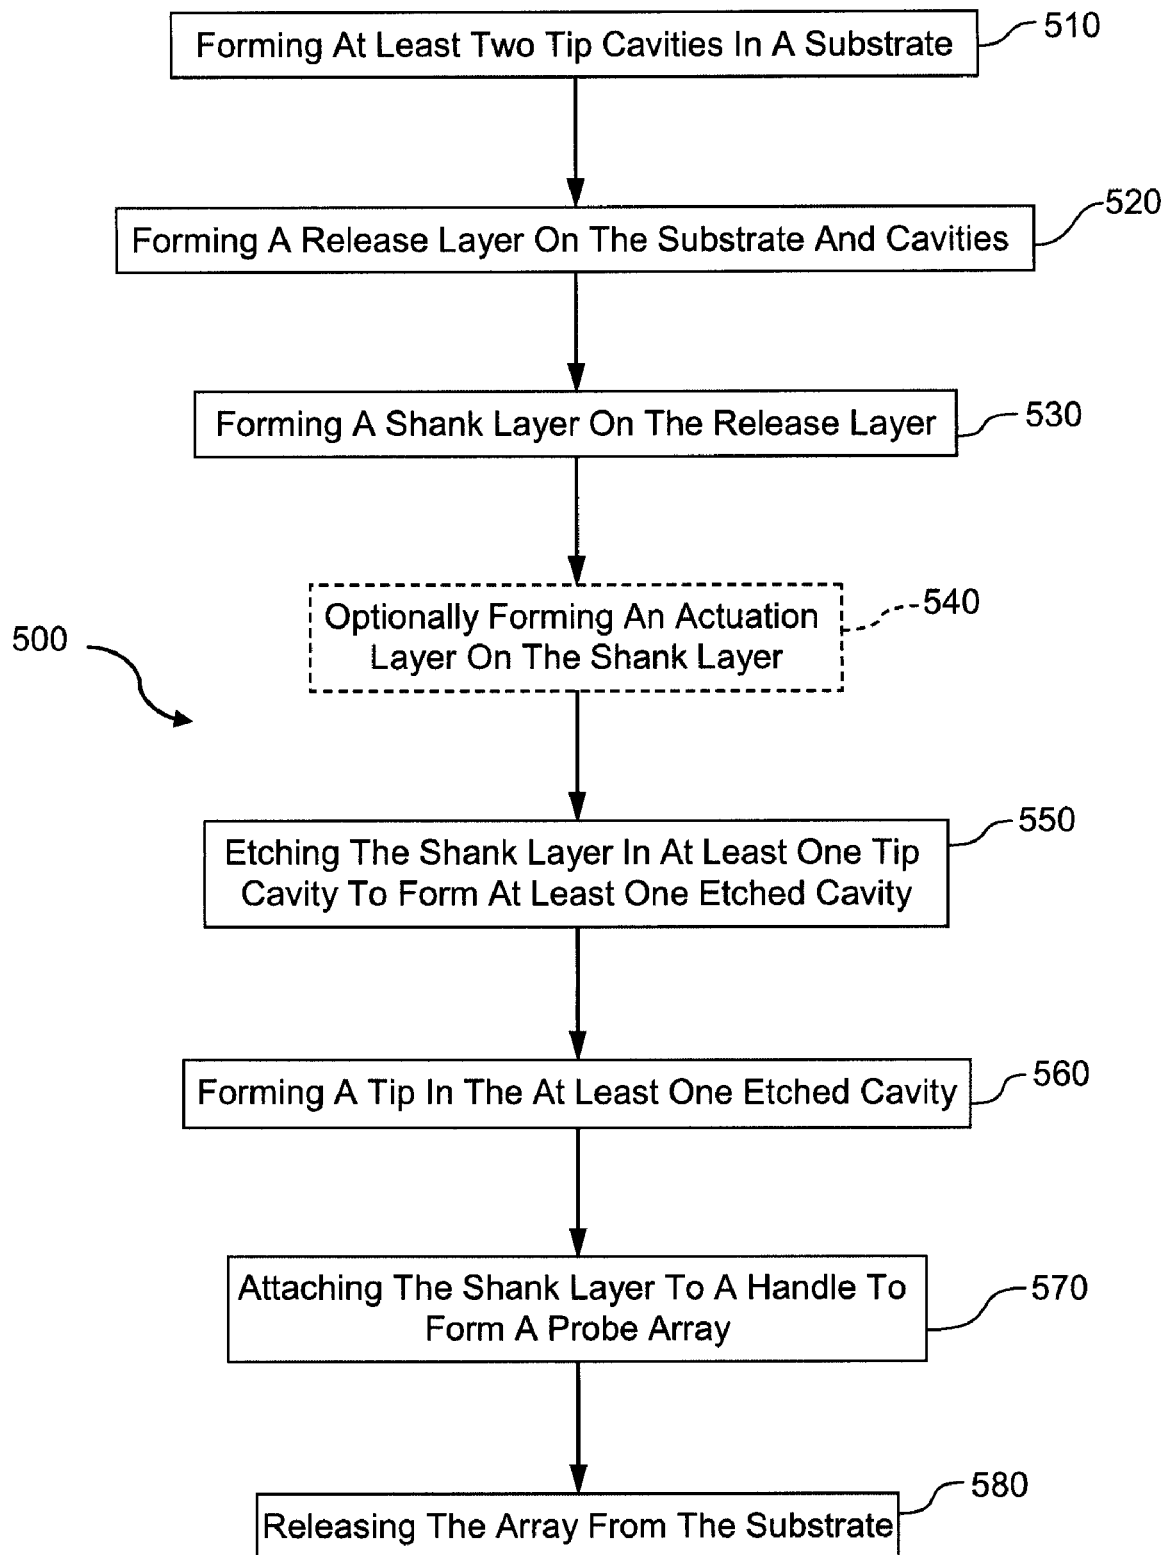 Forming At Least Two Tip Cavities In A Substrate
510
Forming A Release Layer On The Substrate And Cavities
520
Forming A Shank Layer On The Release Layer
530
Optionally Forming An Actuation
Layer On The Shank Layer
540
500
Etching The Shank Layer In At Least One Tip
Cavity To Form At Least One Etched Cavity
550
Forming A Tip In The At Least One Etched Cavity
560
Attaching The Shank Layer To A Handle To
Form A Probe Array
570
Releasing The Array From The Substrate
580